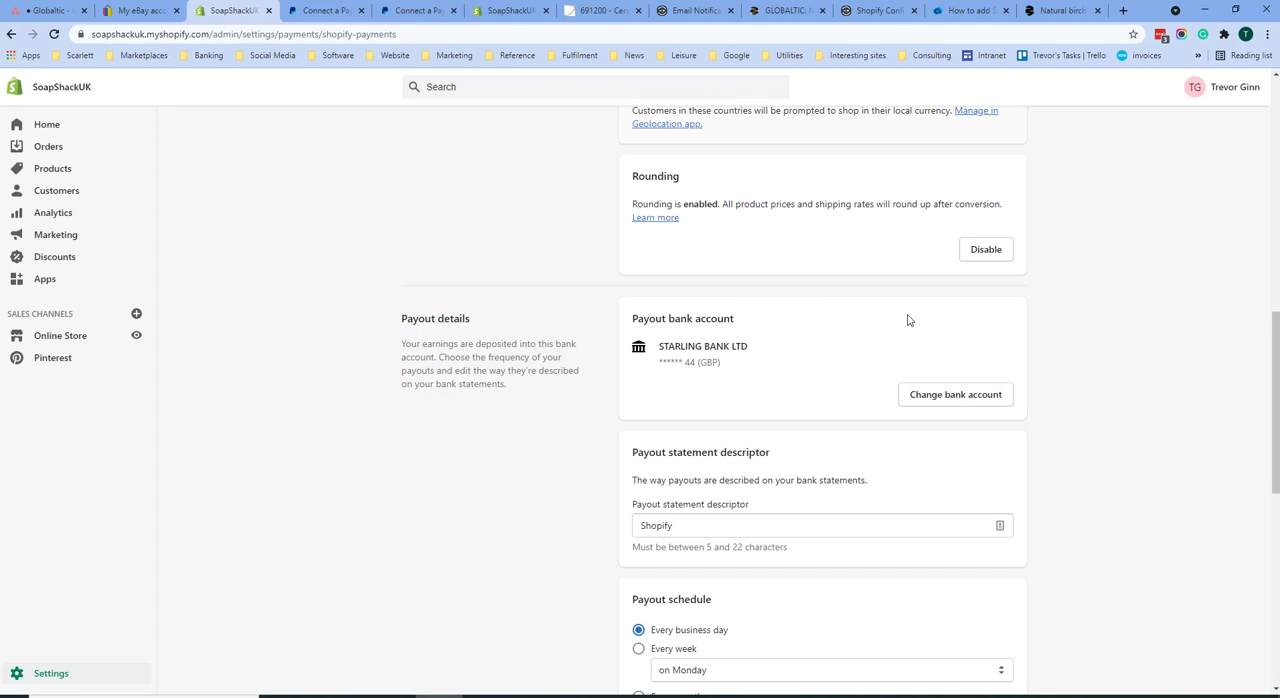 Globaltic -
My eBay acco
SoapShackUK
Connect a Pa
Connect a Pa
SoapShackUK
691200 - Cer
Email Notifica
GLOBALTIC: N
Shopify Conf
How to add S
Natural birch
soapshackuk.myshopify.com/admin/settings/payments/shopify-payments
T
Apps
Scarlett
Marketplaces
Banking
Social Media
Software
Website
Marketing
Reference
Fulfilment
News
Leisure
Google
Utilities
Interesting sites
Consulting
Intranet
Trevor's Tasks | Trello
invoices
»
Reading list
SoapShackUK
Search
TG
Trevor Ginn
Home
Orders
Products
Customers
Analytics
Marketing
Discounts
Apps
SALES CHANNELS
Online Store
Pinterest
Settings
Customers in these countries will be prompted to shop in their local currency. Manage in
Geolocation app.
Rounding
Rounding is enabled. All product prices and shipping rates will round up after conversion.
Learn more
Disable
Payout details
Your earnings are deposited into this bank
account. Choose the frequency of your
payouts and edit the way they're described
on your bank statements.
Payout bank account
STARLING BANK LTD
****** 44 (GBP)
Change bank account
Payout statement descriptor
The way payouts are described on your bank statements.
Payout statement descriptor
Shopify
Must be between 5 and 22 characters
Payout schedule
Every business day
Every week
on Monday